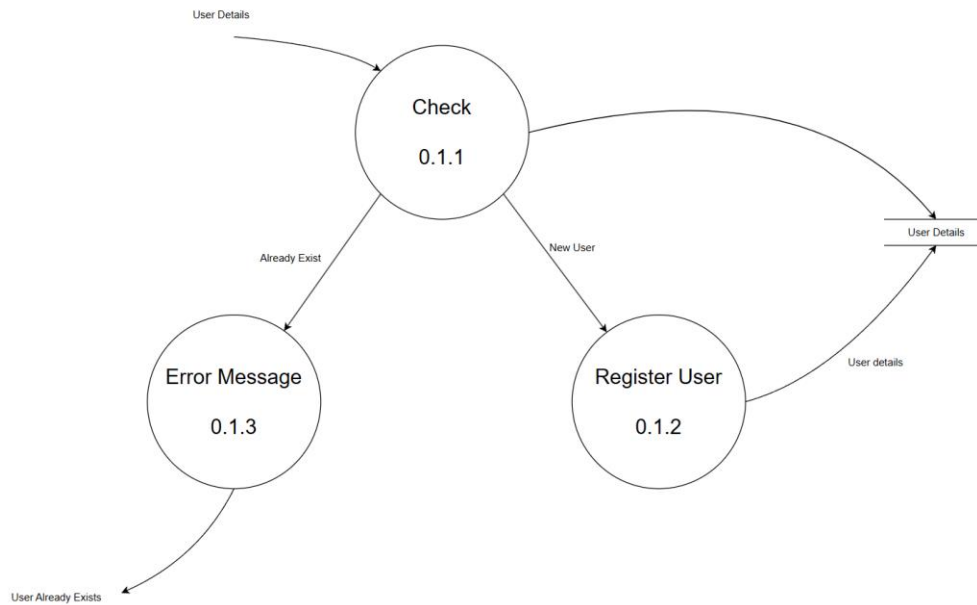 User Details
Check
0.1.1
User Details
New User
Already Exist
User details
Error Message
0.1.3
Register User
0.1.2
User Already Exists